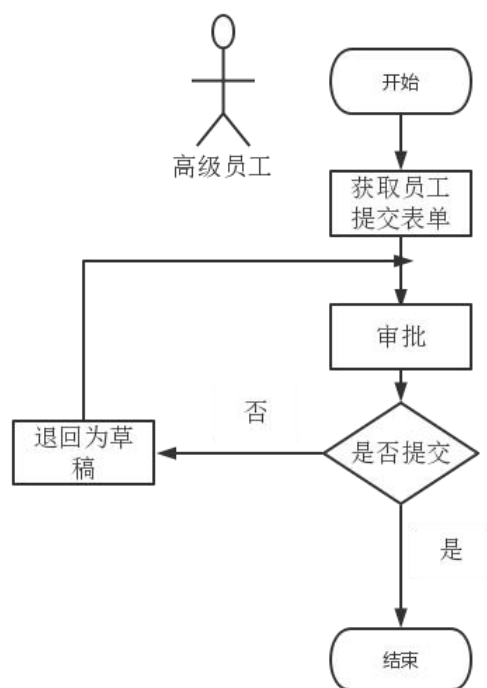 开始
高级员工
获取员工
提交表单
审批
否
退回为草
稿
是否提交
是
结束